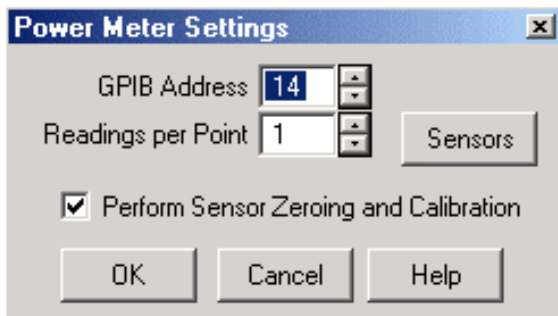 Power Meter Settings
GPIB Address 14
Readings per Point 1
Sensors
Perform Sensor Zeroing and Calibration
OK Cancel Help